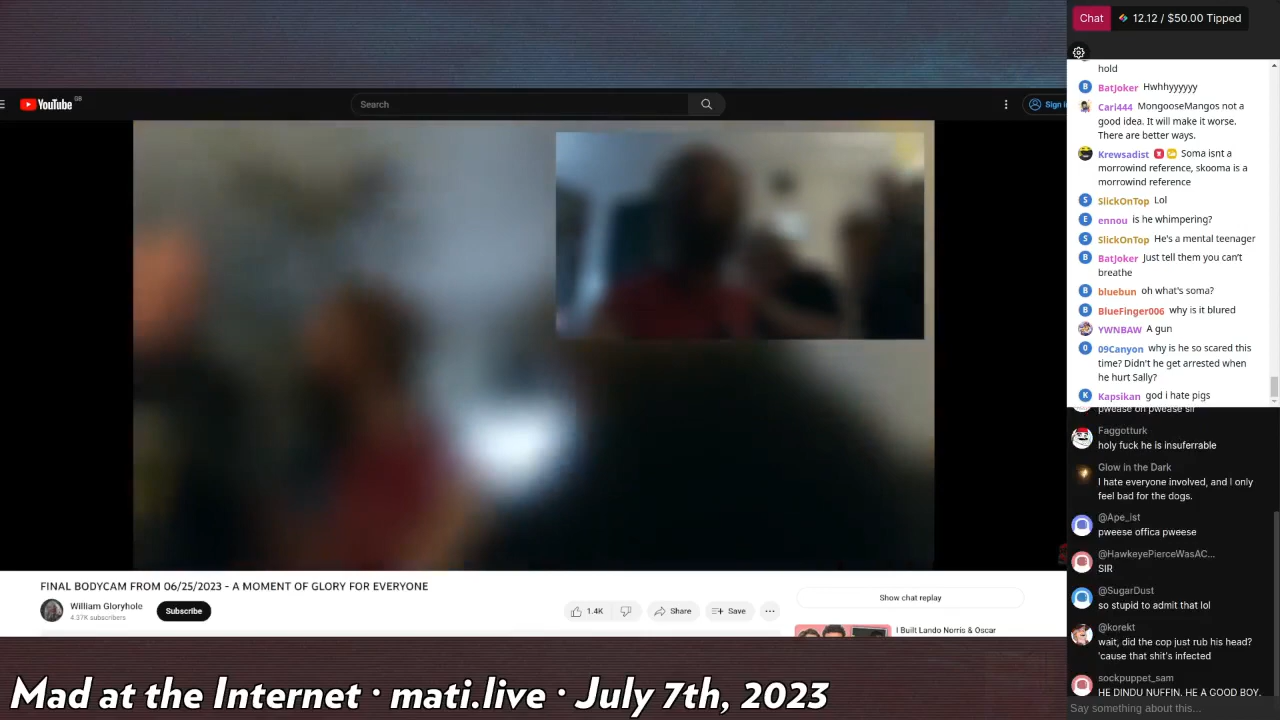 Chat
12.12 / $50.00 Tipped
YouTube GB
Search
Sign i
FINAL BODYCAM FROM 06/25/2023 - A MOMENT OF GLORY FOR EVERYONE
William Gloryhole
4.37K subscribers
Subscribe
1.4K
Share
Save
Show chat replay
I Built Lando Norris & Oscar
hold
BatJoker Hwhhyyyyyy
Cari444 MongooseMangos not a
good idea. It will make it worse.
There are better ways.
Krewsadist Soma isnt a
morrowind reference, skooma is a
morrowind reference
SlickOnTop Lol
ennou is he whimpering?
SlickOnTop He's a mental teenager
BatJoker Just tell them you can't
breathe
bluebun oh what's soma?
BlueFinger006 why is it blured
YWNBAW A gun
09Canyon why is he so scared this
time? Didn't he get arrested when
he hurt Sally?
Kapsikan god i hate pigs
pwease oh pwease sir
Faggotturk
holy fuck he is insuferrable
Glow in the Dark
I hate everyone involved, and I only
feel bad for the dogs.
@Ape_ist
pweese offica pweese
@HawkeyePierceWasAC...
SIR
@SugarDust
so stupid to admit that lol
@korekt
wait, did the cop just rub his head?
'cause that shit's infected
sockpuppet_sam
HE DINDU NUFFIN. HE A GOOD BOY.
Say something about this...
Mad at the Internet · mati.live · July 7th, 2023